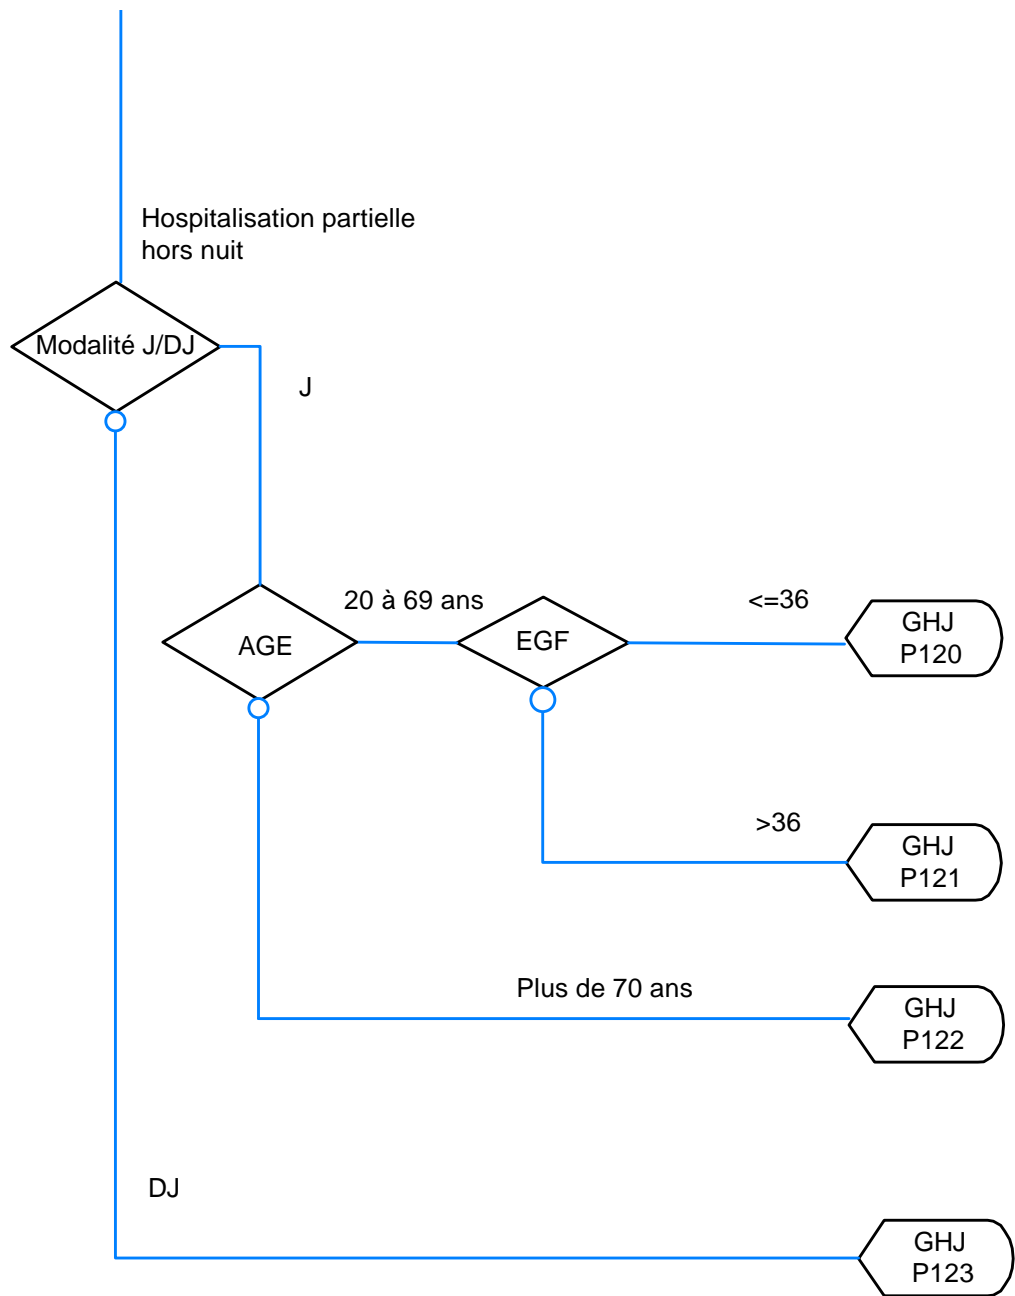 Hospitalisation partielle
hors nuit
Modalité J/DJ
J
20 à 69 ans
<=36
AGE
EGF
GHJ
P120
>36
GHJ
P121
Plus de 70 ans
GHJ
P122
DJ
GHJ
P123